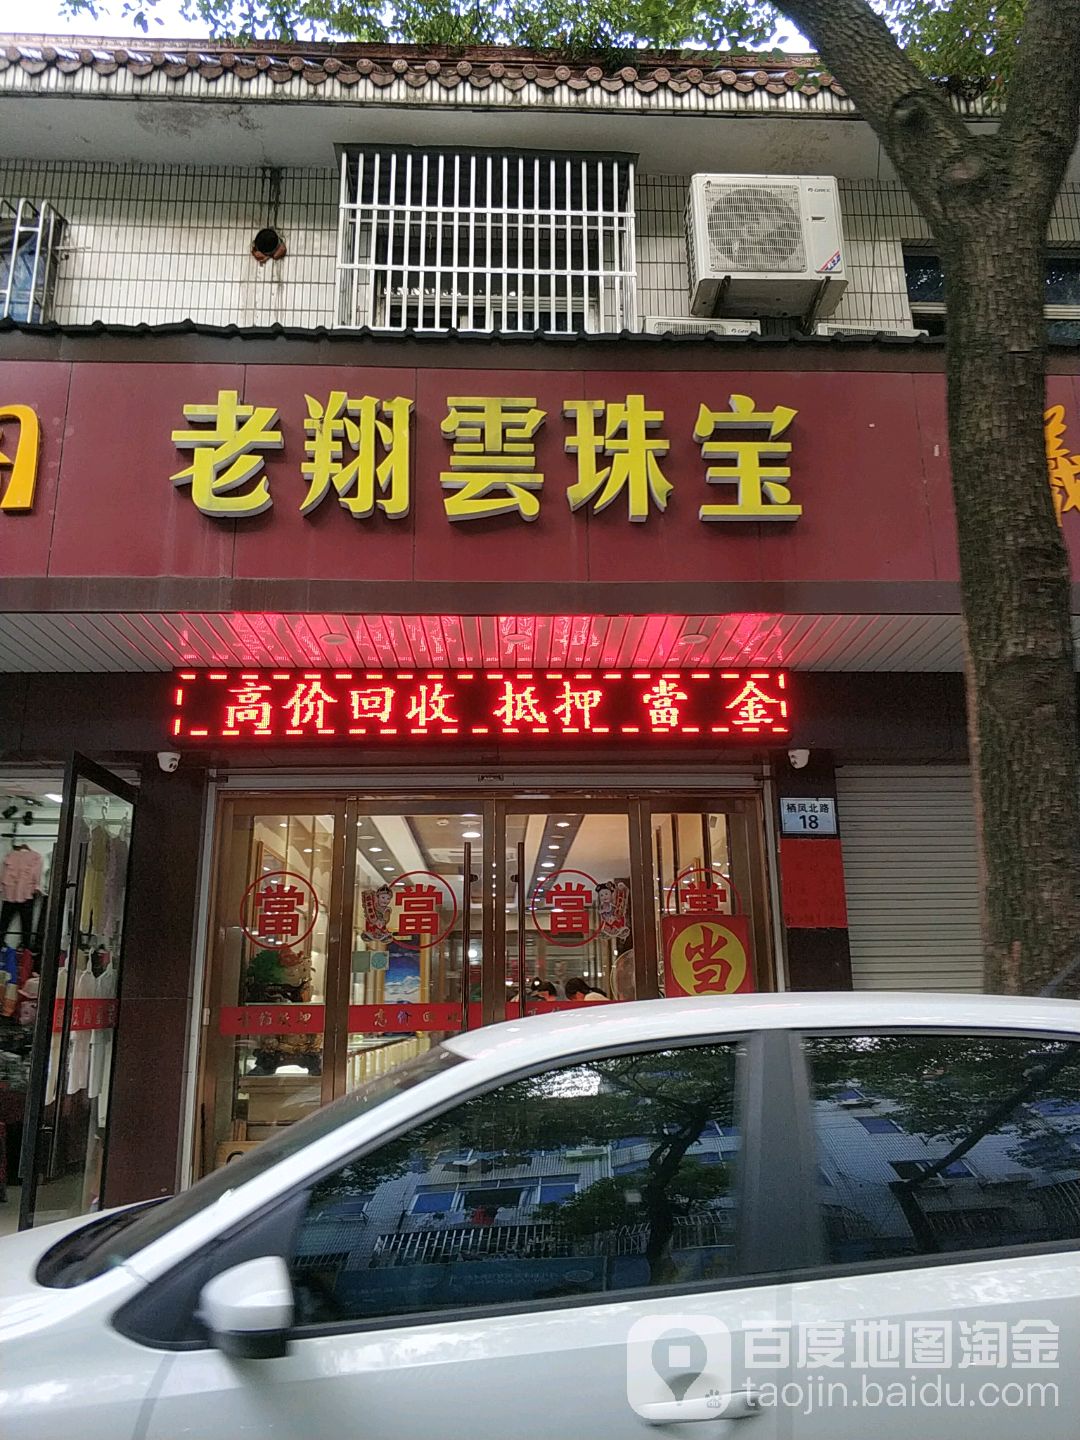 老翔雲珠宝
高价回收 抵押 當 金
栖凤北路
18
當 當 當 當
当
高价回收
百度地图淘金
taojin.baidu.com